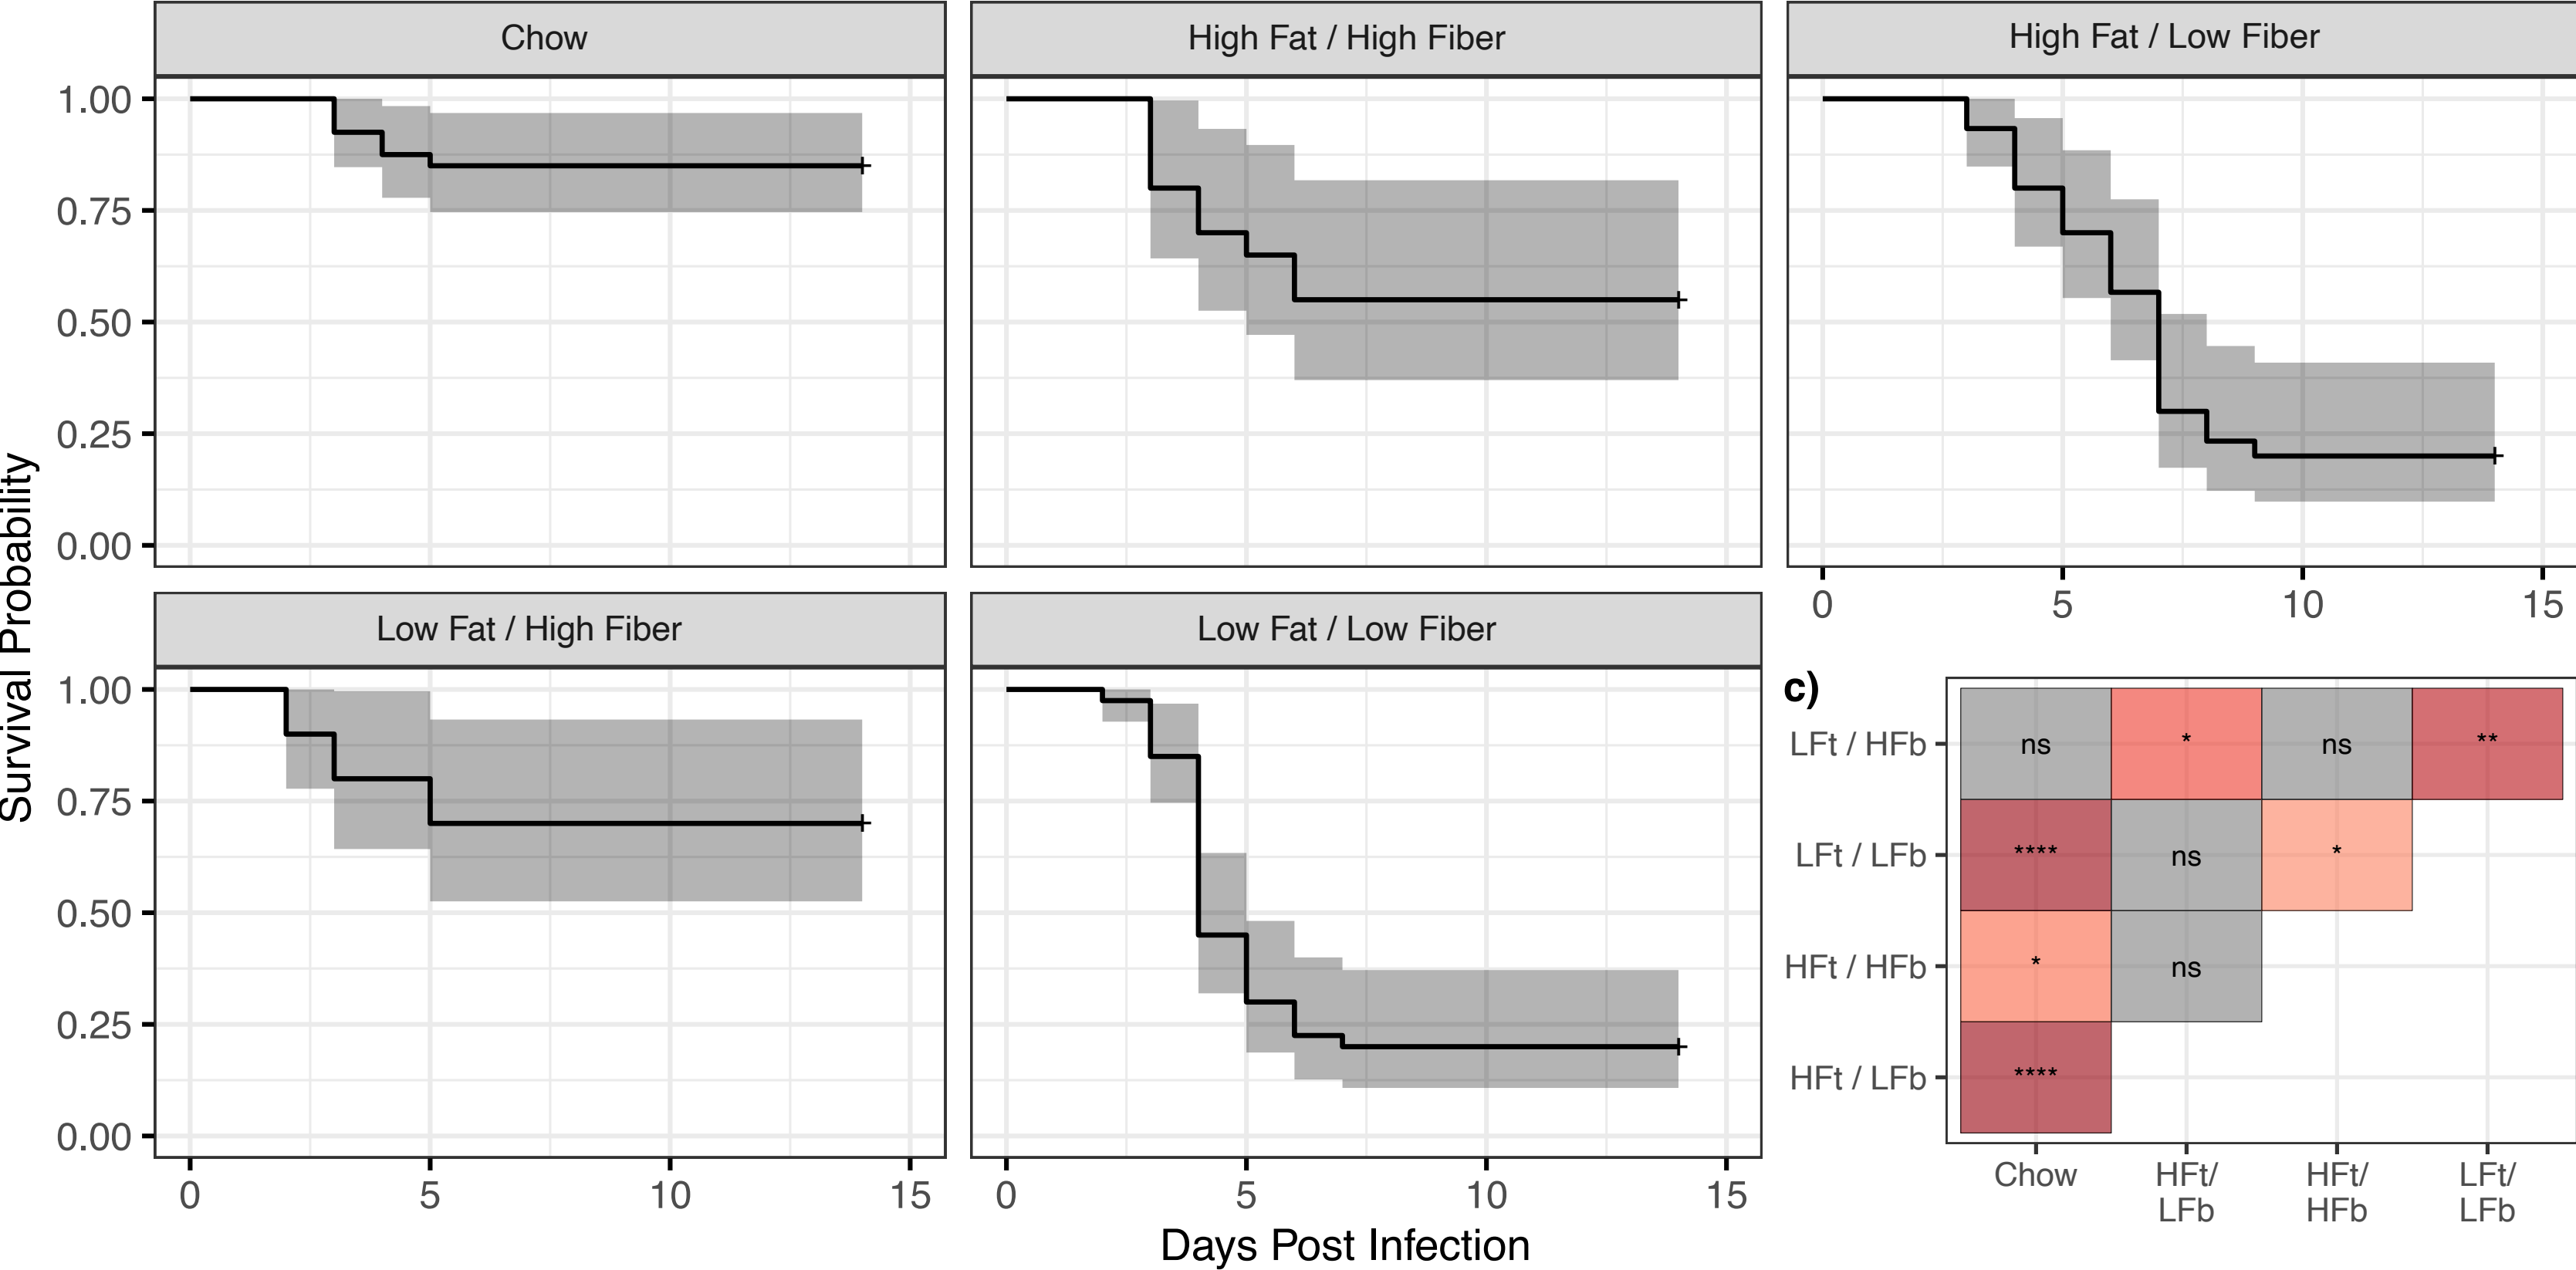 Chow
High Fat / High Fiber
High Fat / Low Fiber
1.00
0.75
0.50
0.25
0.00
0 5 10 15
Survival Probability
Low Fat / High Fiber
Low Fat / Low Fiber
1.00
0.75
0.50
0.25
0.00
0 5 10 15
0 5 10 15
Days Post Infection
c)
LFt / HFb ns * ns **
LFt / LFb **** ns *
HFt / HFb * ns
HFt / LFb ****
Chow HFt/ HFt/ LFt/
LFb HFb LFb